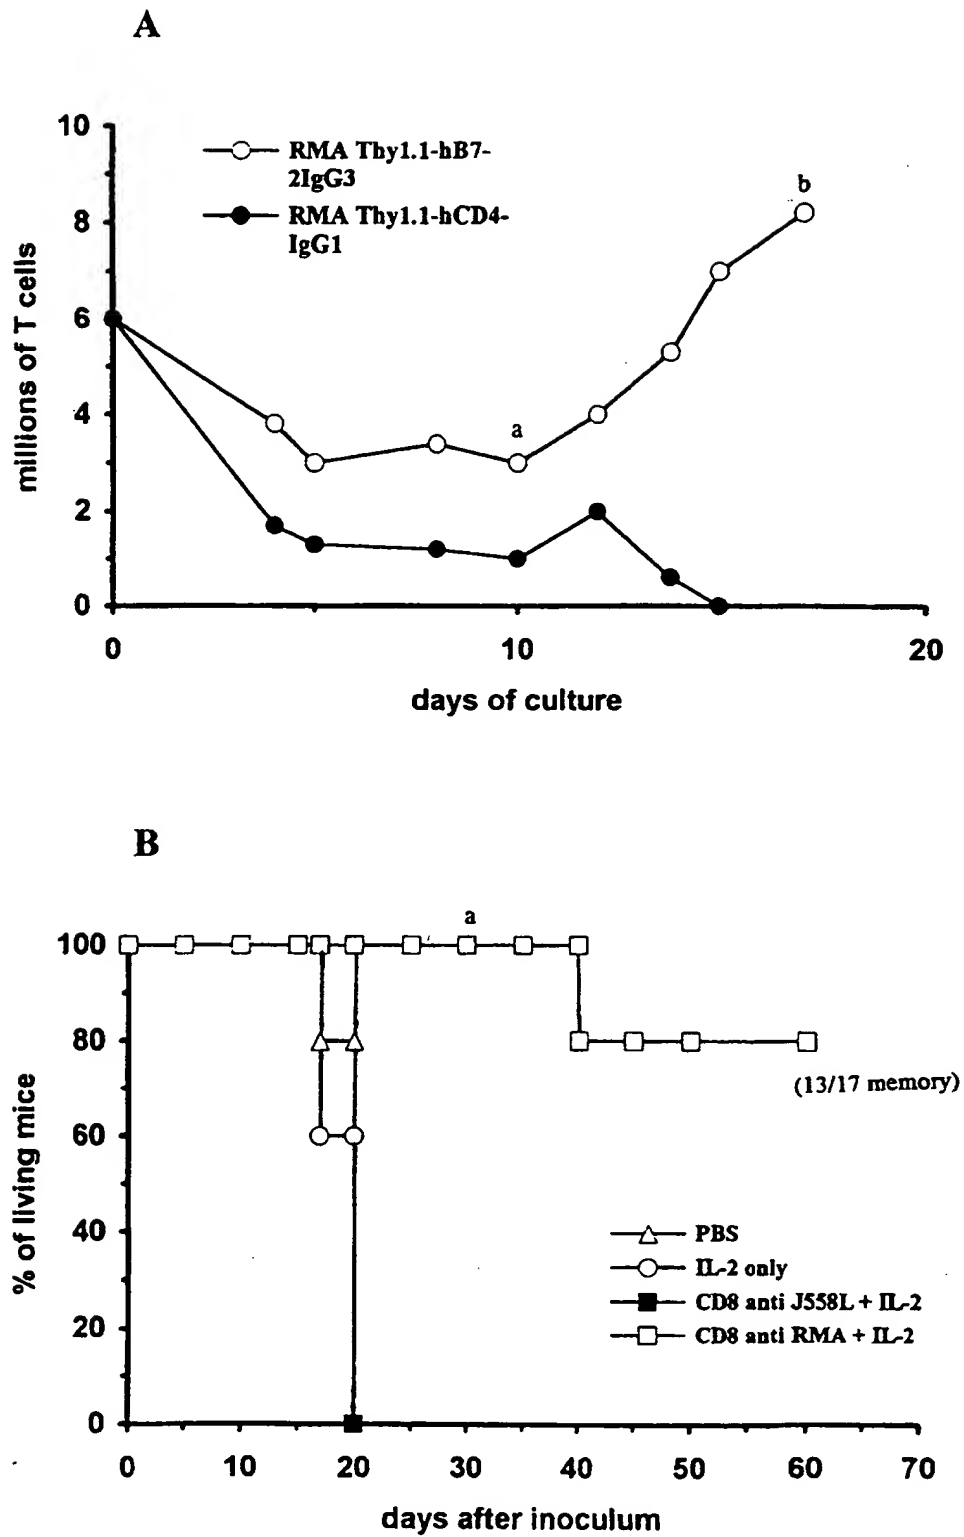 A
10
8
6
4
2
0
millions of T cells
RMA Thy1.1-hB7-
2IgG3
RMA Thy1.1-hCD4-
IgG1
a
b
0
10
20
days of culture
B
100
80
60
40
20
0
% of living mice
a
(13/17 memory)
PBS
IL-2 only
CD8 anti J558L + IL-2
CD8 anti RMA + IL-2
0
10
20
30
40
50
60
70
days after inoculum